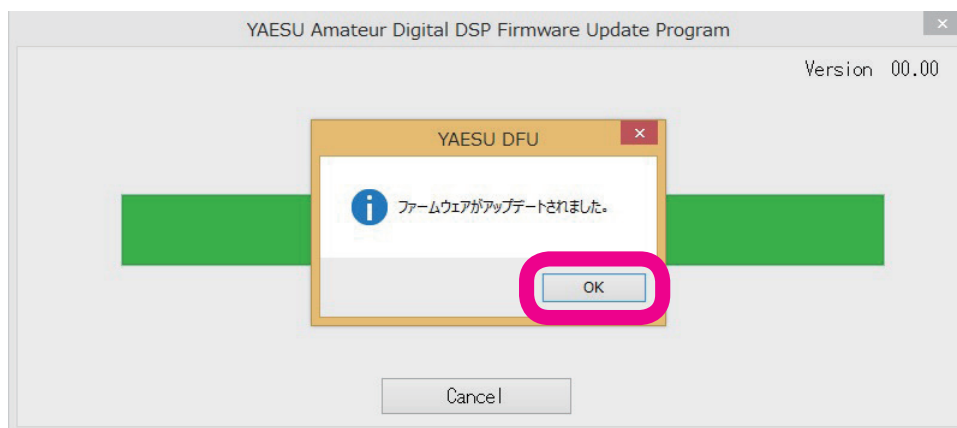 YAESU Amateur Digital DSP Firmware Update Program
Version 00.00
YAESU DFU
ファームウェアがアップデートされました。
OK
Cancel